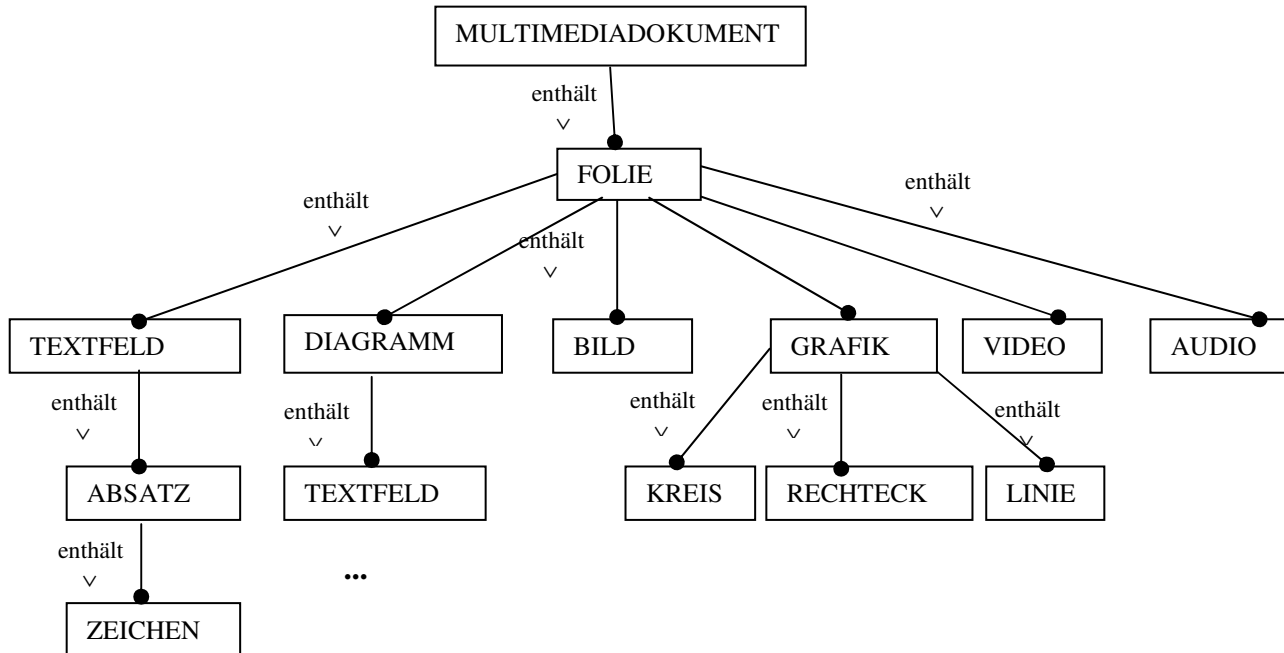 MULTIMEDIADOKUMENT
enthält
FOLIE
enthält
enthält
enthält
TEXTFELD
DIAGRAMM
BILD
GRAFIK
VIDEO
AUDIO
enthält
enthält
enthält
enthält
enthält
ABSATZ
TEXTFELD
KREIS
RECHTECK
LINIE
enthält
...
ZEICHEN